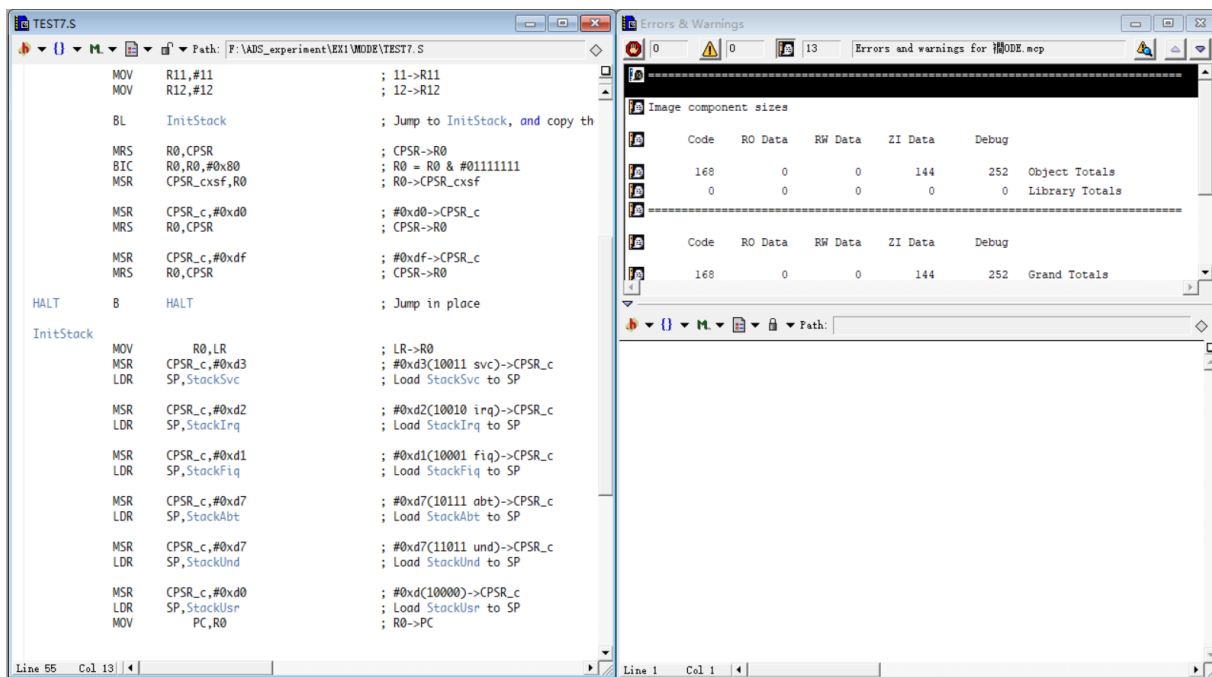 TEST7.S
Path: F:\ADS_experiment\EX1\MODE\TEST7.S
MOV R11,#11 ; 11->R11
MOV R12,#12 ; 12->R12
BL InitStack ; Jump to InitStack, and copy th
MRS R0,CPSR ; CPSR->R0
BIC R0,R0,#0x80 ; R0 = R0 & #01111111
MSR CPSR_cxsf,R0 ; R0->CPSR_cxsf
MSR CPSR_c,#0xd0 ; #0xd0->CPSR_c
MRS R0,CPSR ; CPSR->R0
MSR CPSR_c,#0xdf ; #0xdf->CPSR_c
MRS R0,CPSR ; CPSR->R0
HALT B HALT ; Jump in place
InitStack
MOV R0,LR ; LR->R0
MSR CPSR_c,#0xd3 ; #0xd3(10011 svc)->CPSR_c
LDR SP,StackSvc ; Load StackSvc to SP
MSR CPSR_c,#0xd2 ; #0xd2(10010 irq)->CPSR_c
LDR SP,StackIrq ; Load StackIrq to SP
MSR CPSR_c,#0xd1 ; #0xd1(10001 fiq)->CPSR_c
LDR SP,StackFiq ; Load StackFiq to SP
MSR CPSR_c,#0xd7 ; #0xd7(10111 abt)->CPSR_c
LDR SP,StackAbt ; Load StackAbt to SP
MSR CPSR_c,#0xd7 ; #0xd7(11011 und)->CPSR_c
LDR SP,StackUnd ; Load StackUnd to SP
MSR CPSR_c,#0xd0 ; #0xd(10000)->CPSR_c
LDR SP,StackUsr ; Load StackUsr to SP
MOV PC,R0 ; R0->PC
Line 55 Col 13
Errors & Warnings
0 0 13 Errors and warnings for 襽ODE.mcp
================================================================================
Image component sizes
Code RO Data RW Data ZI Data Debug
168 0 0 144 252 Object Totals
0 0 0 0 0 Library Totals
================================================================================
Code RO Data RW Data ZI Data Debug
168 0 0 144 252 Grand Totals
Path:
Line 1 Col 1